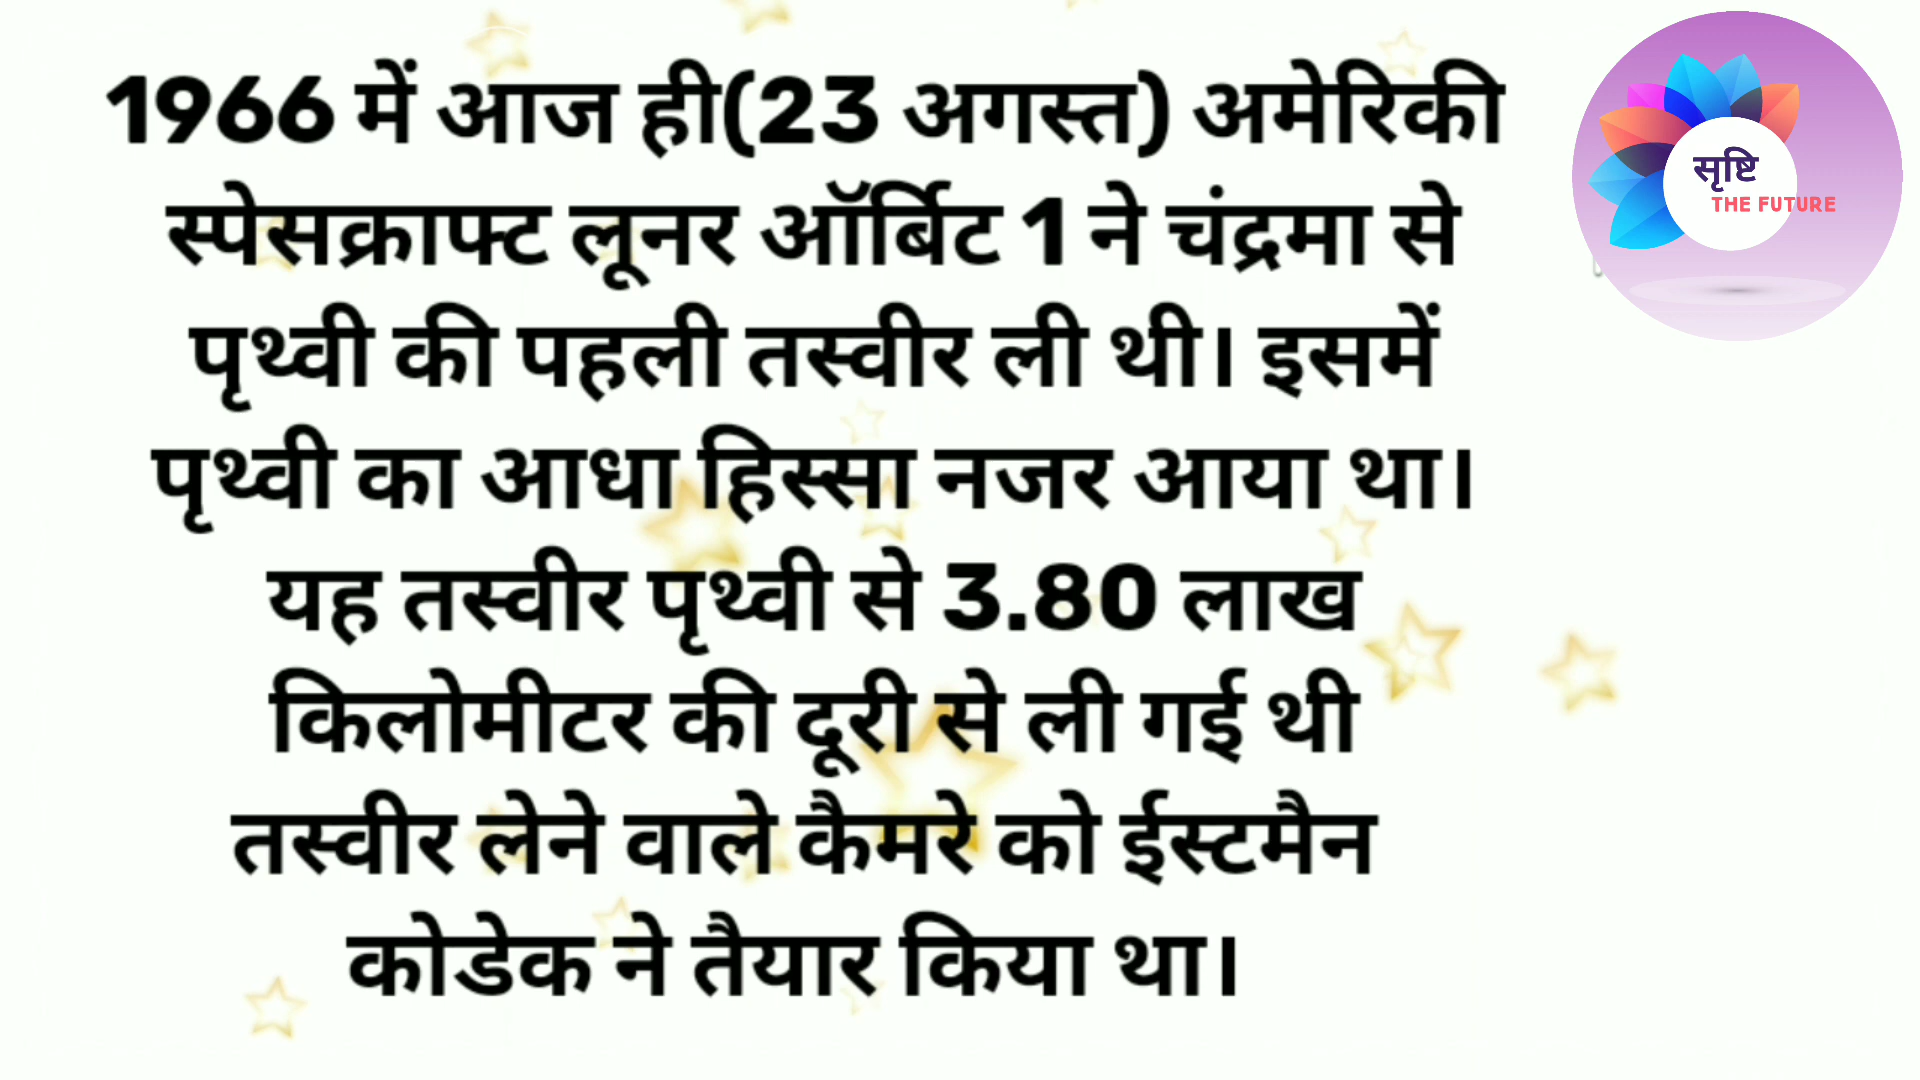 1966 में आज ही(23 अगस्त) अमेरिकी
स्पेसक्राफ्ट लूनर ऑर्बिट 1 ने चंद्रमा से
पृथ्वी की पहली तस्वीर ली थी। इसमें
पृथ्वी का आधा हिस्सा नजर आया था।
यह तस्वीर पृथ्वी से 3.80 लाख
किलोमीटर की दूरी से ली गई थी
तस्वीर लेने वाले कैमरे को ईस्टमैन
कोडेक ने तैयार किया था।
सृष्टि
THE FUTURE